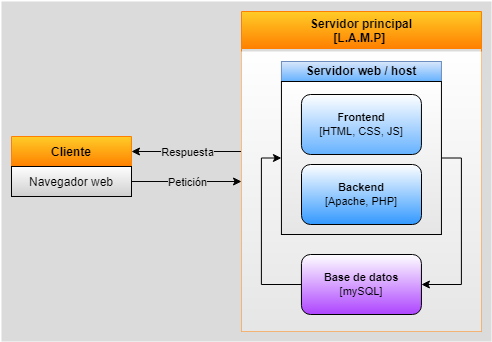 Servidor principal
[L.A.M.P]
Servidor web / host
Frontend
[HTML, CSS, JS]
Cliente
Respuesta
Navegador web
Petición
Backend
[Apache, PHP]
Base de datos
[mySQL]